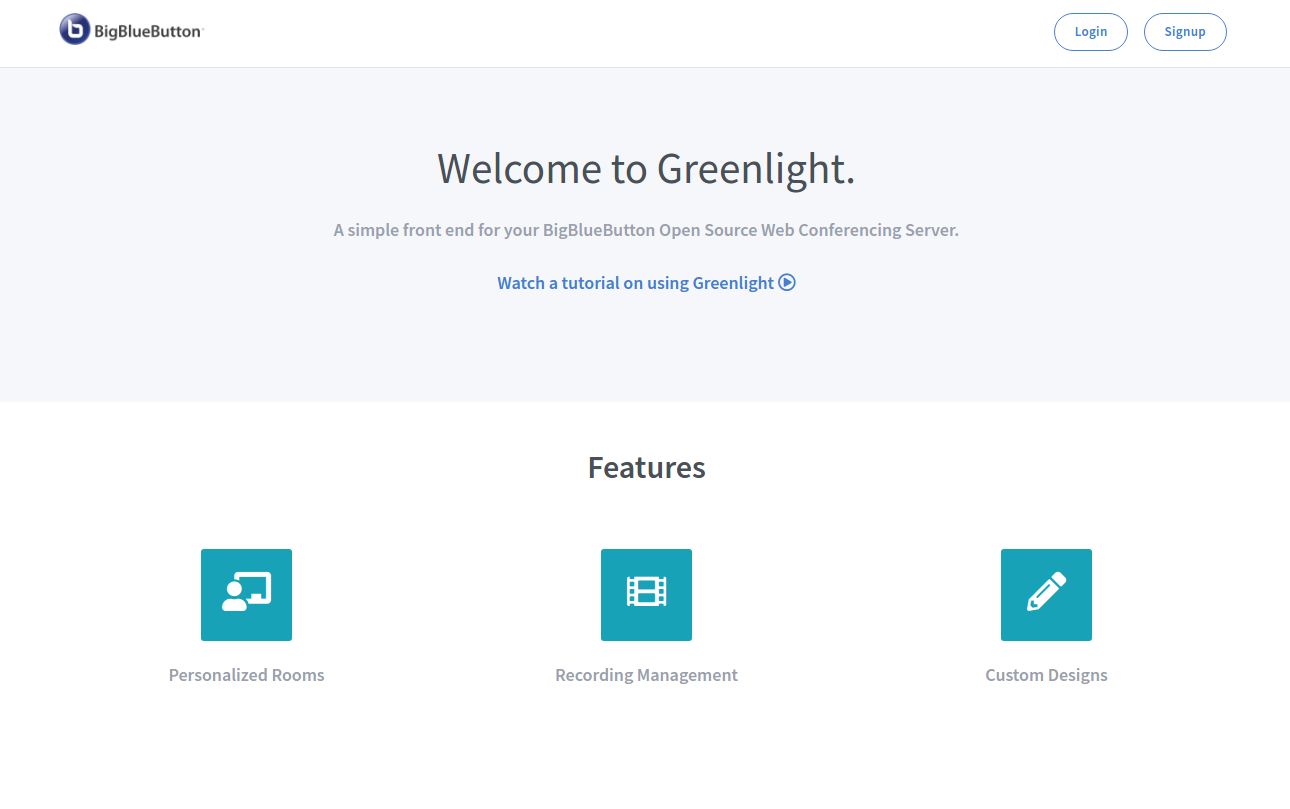 BigBlueButton
Login
Signup
Welcome to Greenlight.
A simple front end for your BigBlueButton Open Source Web Conferencing Server.
Watch a tutorial on using Greenlight
Features
Personalized Rooms
Recording Management
Custom Designs